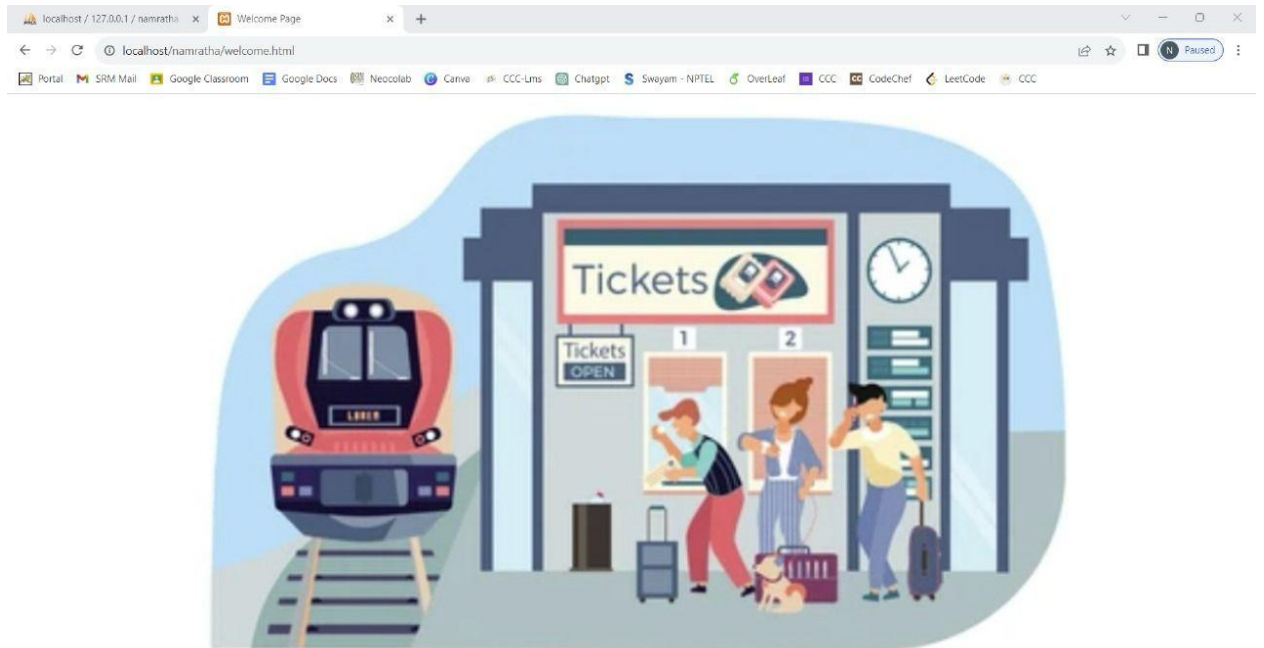 localhost / 127.0.0.1 / namratha
Welcome Page
localhost/namratha/welcome.html
N Paused
Portal SRM Mail Google Classroom Google Docs Neocolab Canva CCC-Lms Chatgpt Swayam - NPTEL OverLeaf CCC CodeChef LeetCode CCC
Tickets
1 2
Tickets
OPEN